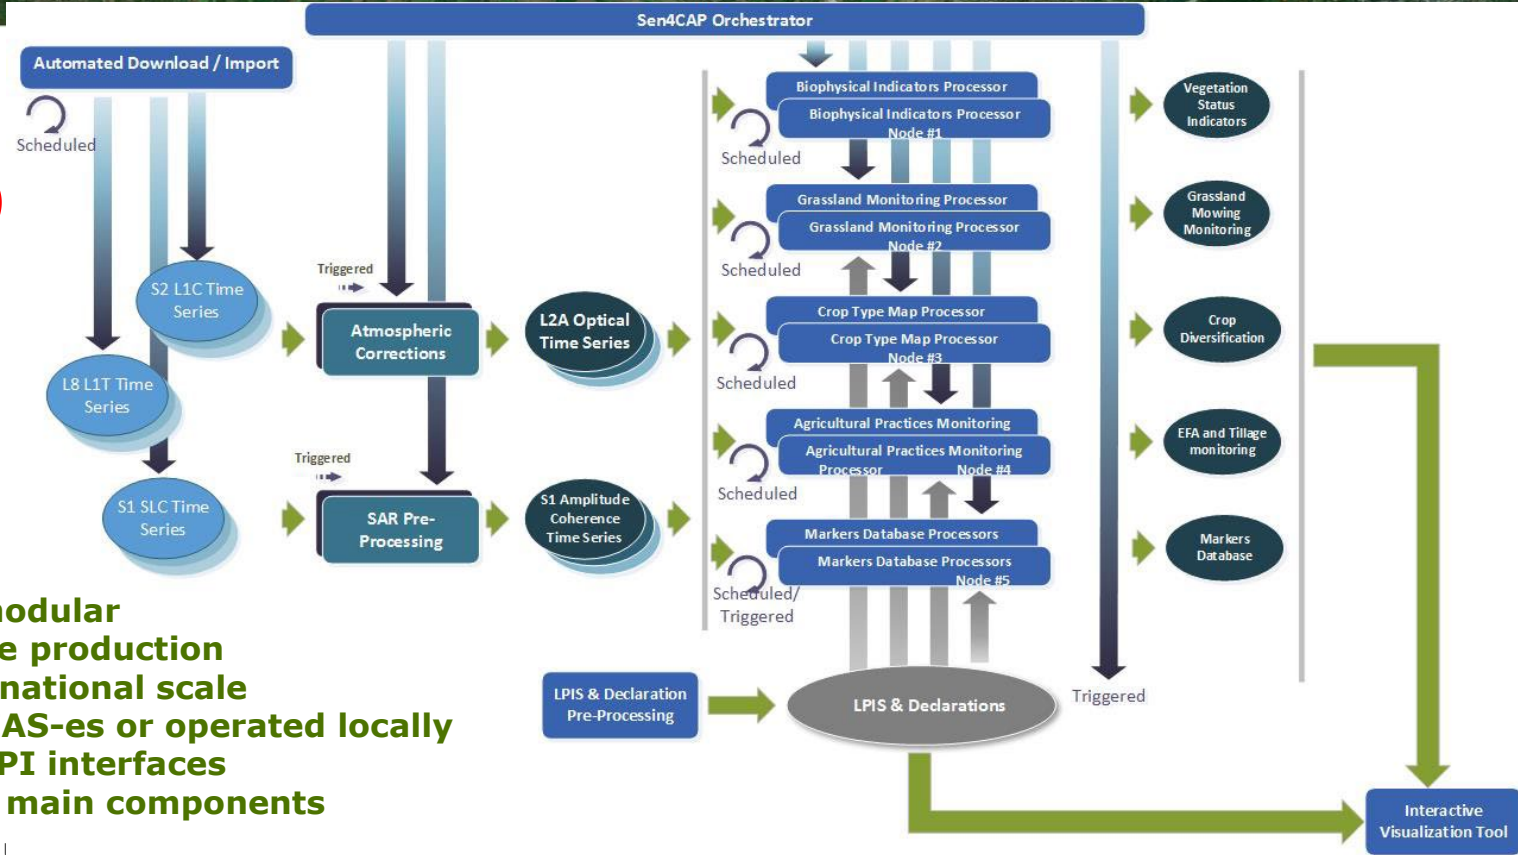 Sen4CAP Orchestrator
Automated Download / Import
Scheduled
S2 L1C Time
Series
L8 L1T Time
Series
S1 SLC Time
Series
Triggered
Atmospheric
Corrections
Triggered
SAR Pre-
Processing
L2A Optical
Time Series
S1 Amplitude
Coherence
Time Series
Biophysical Indicators Processor
Biophysical Indicators Processor
Node #1
Scheduled
Grassland Monitoring Processor
Grassland Monitoring Processor
Node #2
Scheduled
Crop Type Map Processor
Crop Type Map Processor
Node #3
Scheduled
Agricultural Practices Monitoring
Agricultural Practices Monitoring
Processor Node #4
Scheduled
Markers Database Processors
Markers Database Processors
Node #5
Scheduled/
Triggered
Vegetation
Status
Indicators
Grassland
Mowing
Monitoring
Crop
Diversification
EFA and Tillage
monitoring
Markers
Database
Triggered
LPIS & Declaration
Pre-Processing
LPIS & Declarations
Interactive
Visualization Tool
nodular
e production
national scale
AS-es or operated locally
PI interfaces
main components